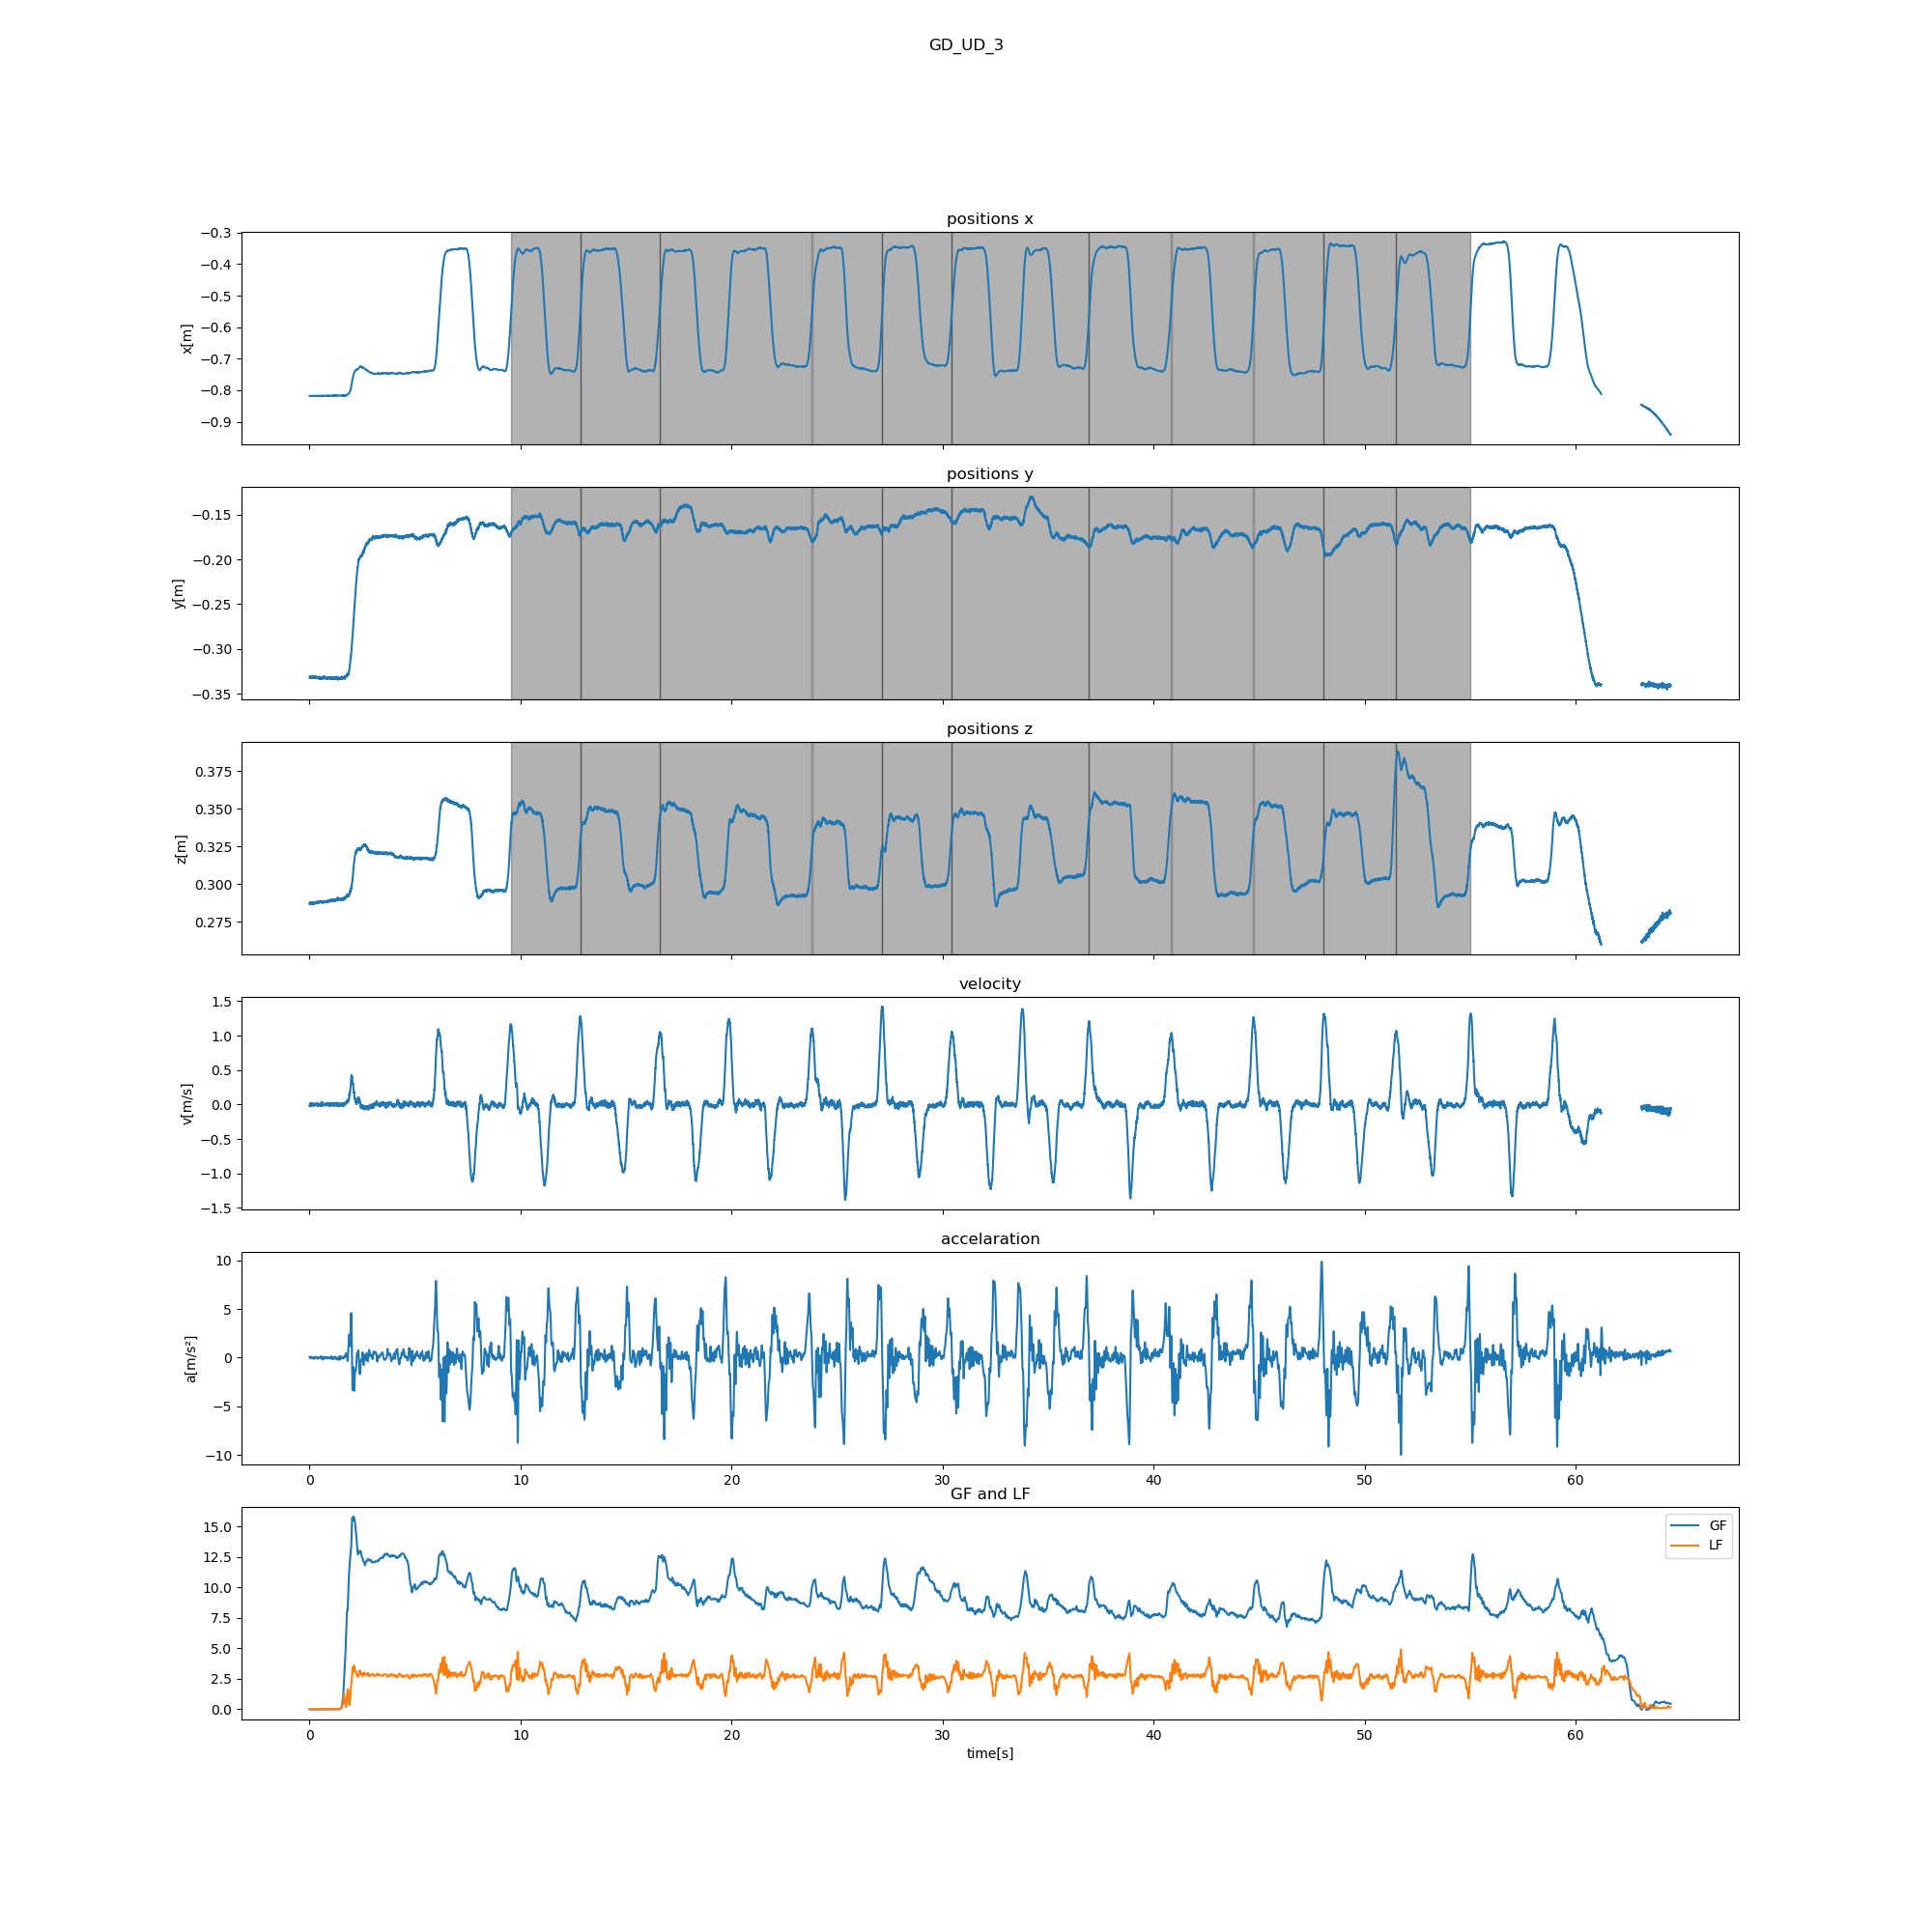 GD_UD_3
positions x
−0.3
−0.4
−0.5
−0.6
−0.7
−0.8
−0.9
x[m]
positions y
−0.15
−0.20
−0.25
−0.30
−0.35
y[m]
positions z
0.375
0.350
0.325
0.300
0.275
z[m]
velocity
1.5
1.0
0.5
0.0
−0.5
−1.0
−1.5
v[m/s]
accelaration
10
5
0
−5
−10
a[m/s²]
0 10 20 30 40 50 60
GF and LF
15.0
12.5
10.0
7.5
5.0
2.5
0.0
GF
LF
0 10 20 30 40 50 60
time[s]